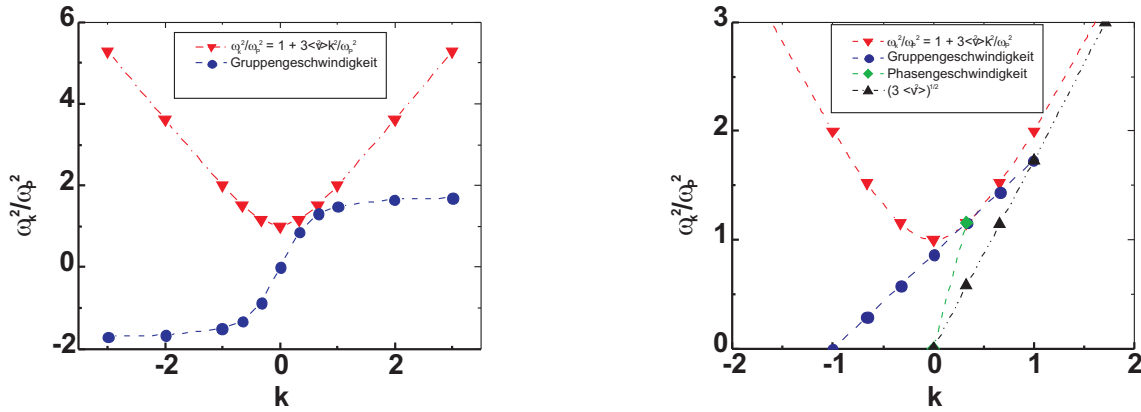 6
4
2
0
-2
-2
0
2
k
ω_k²/ω_P²
ω_k²/ω_P² = 1 + 3<v²>k²/ω_P²
Gruppengeschwindigkeit
3
2
1
0
-2
-1
0
1
2
k
ω_k²/ω_P²
ω_k²/ω_P² = 1 + 3<v²>k²/ω_P²
Gruppengeschwindigkeit
Phasengeschwindigkeit
(3 <v²>)^1/2